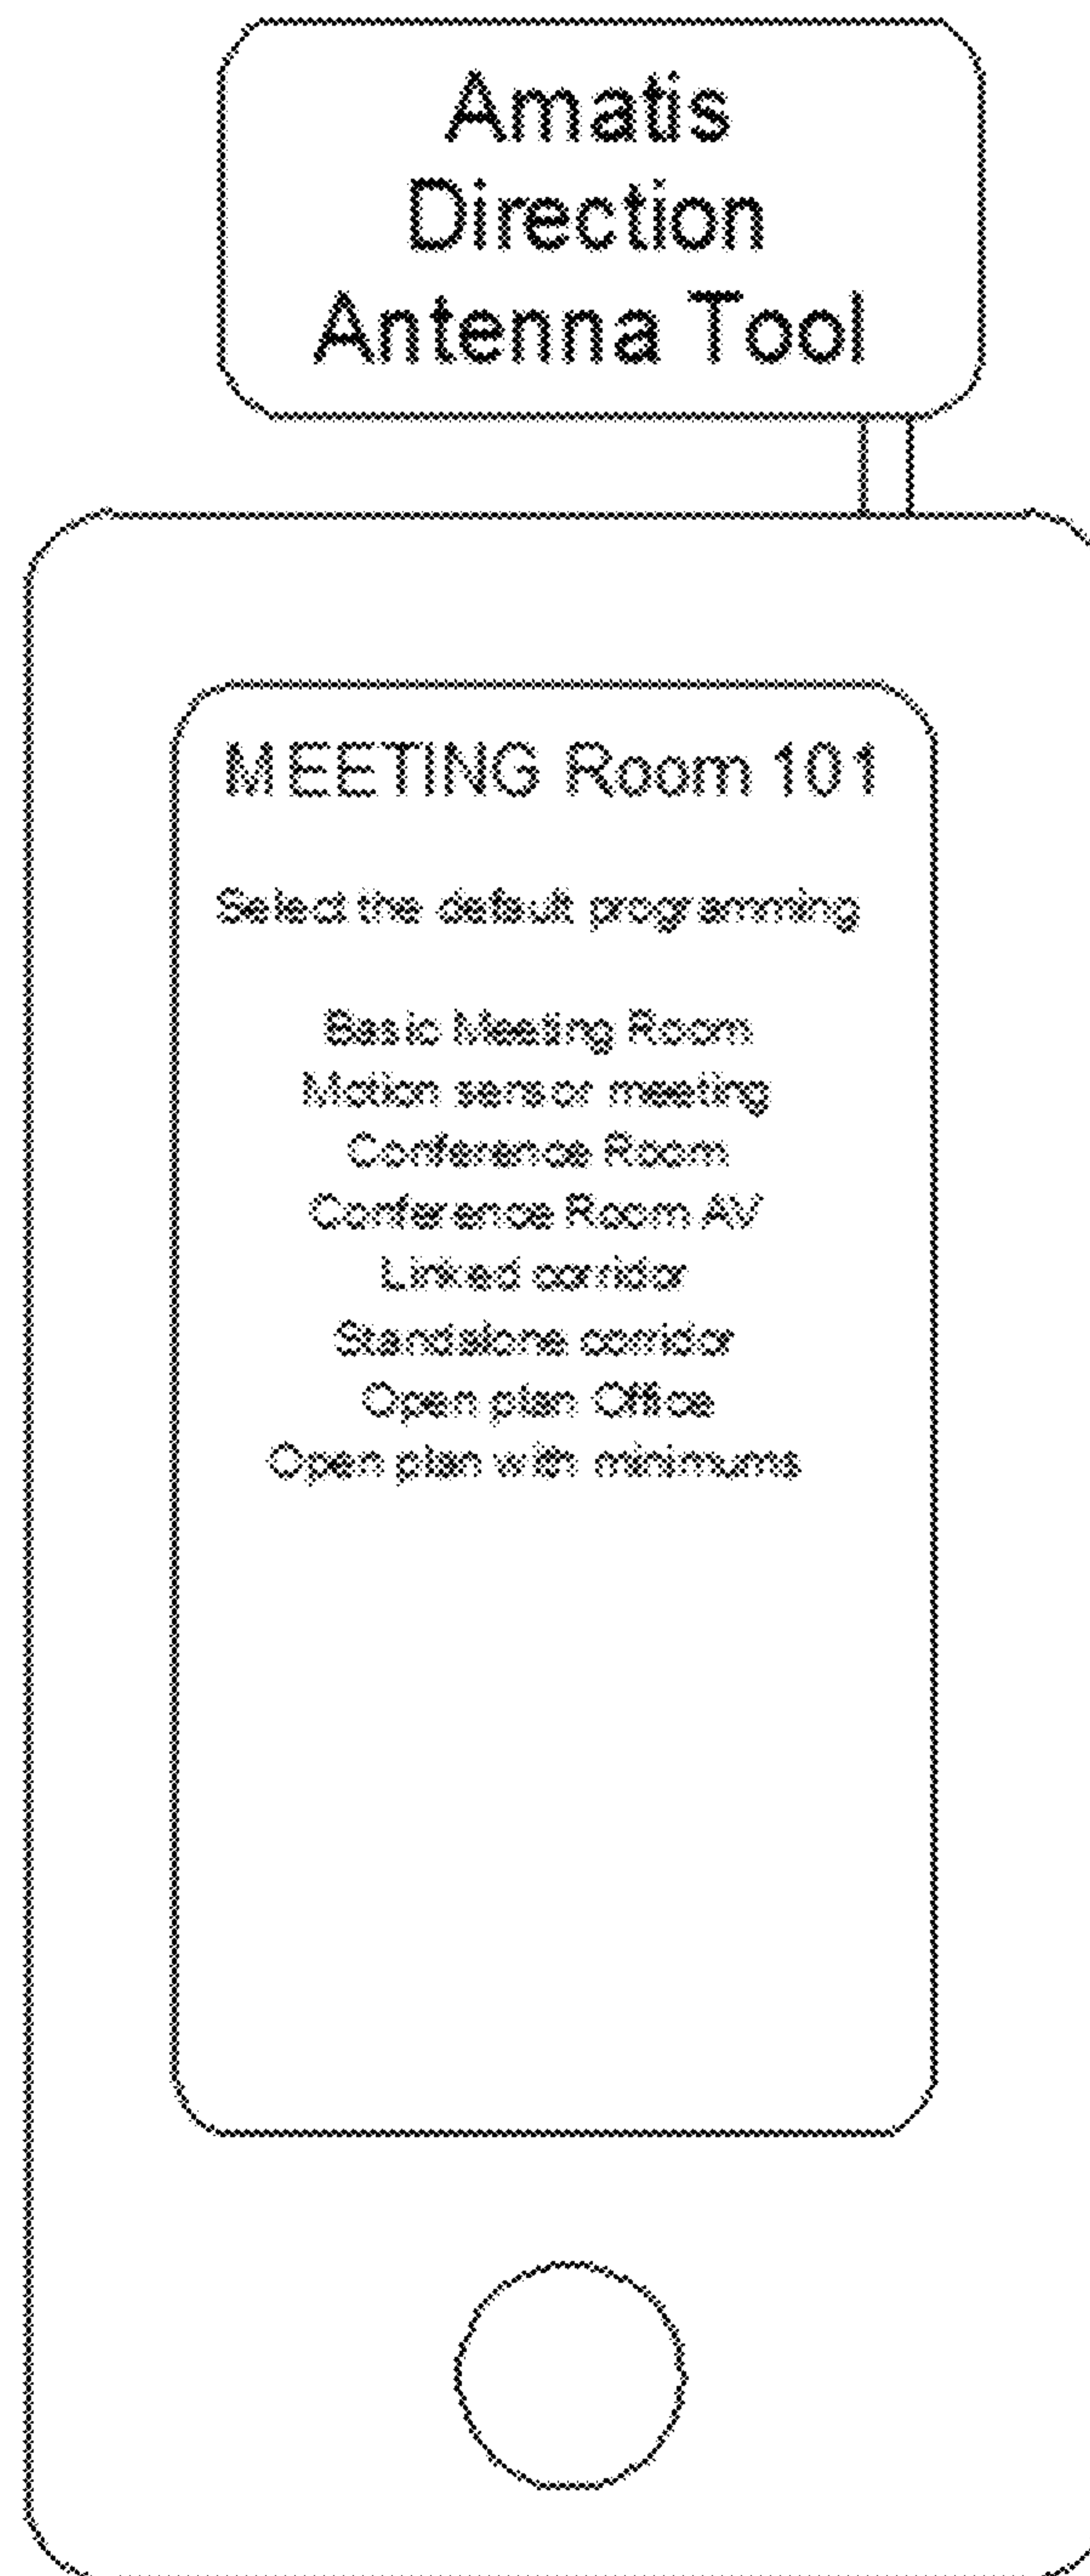 Amatis
Direction
Antenna Tool
MEETING Room 101
Select the default programming
Basic Meeting Room
Motion sensor meeting
Conference Room
Conference Room AV
Linked corridor
Standalone corridor
Open plan Office
Open plan with minimums